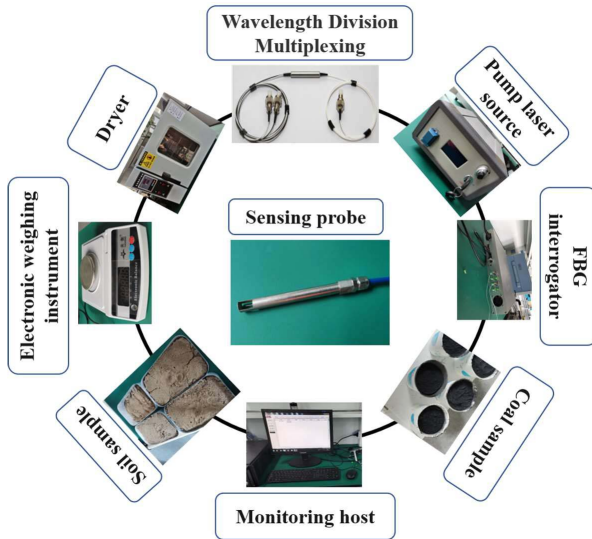 Wavelength Division
Multiplexing
Pump laser
source
FBG
interrogator
Coal sample
Monitoring host
Soil sample
Electronic weighing
instrument
Dryer
Sensing probe